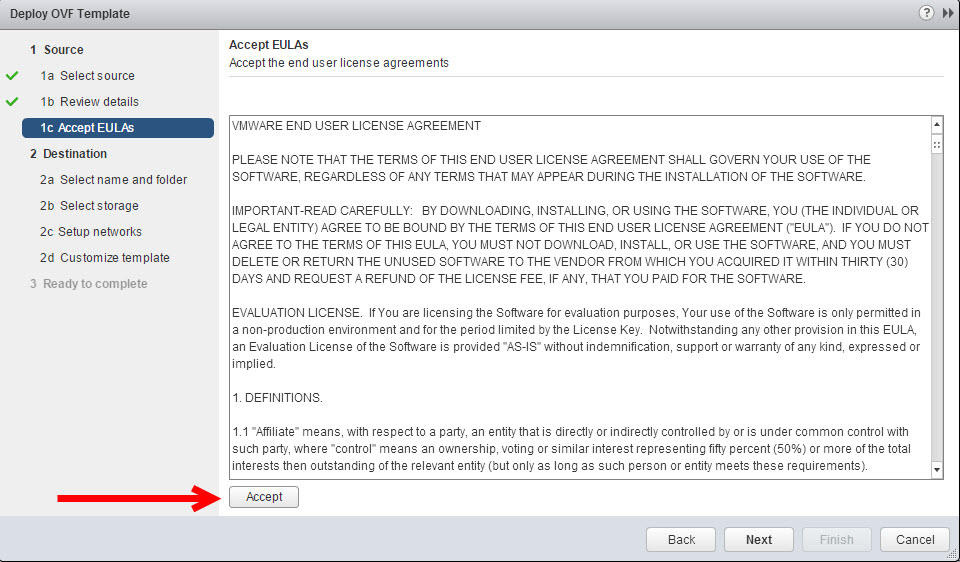 Deploy OVF Template
?
1 Source
1a Select source
1b Review details
1c Accept EULAs
2 Destination
2a Select name and folder
2b Select storage
2c Setup networks
2d Customize template
3 Ready to complete
Accept EULAs
Accept the end user license agreements
VMWARE END USER LICENSE AGREEMENT
PLEASE NOTE THAT THE TERMS OF THIS END USER LICENSE AGREEMENT SHALL GOVERN YOUR USE OF THE
SOFTWARE, REGARDLESS OF ANY TERMS THAT MAY APPEAR DURING THE INSTALLATION OF THE SOFTWARE.
IMPORTANT-READ CAREFULLY: BY DOWNLOADING, INSTALLING, OR USING THE SOFTWARE, YOU (THE INDIVIDUAL OR
LEGAL ENTITY) AGREE TO BE BOUND BY THE TERMS OF THIS END USER LICENSE AGREEMENT ("EULA"). IF YOU DO NOT
AGREE TO THE TERMS OF THIS EULA, YOU MUST NOT DOWNLOAD, INSTALL, OR USE THE SOFTWARE, AND YOU MUST
DELETE OR RETURN THE UNUSED SOFTWARE TO THE VENDOR FROM WHICH YOU ACQUIRED IT WITHIN THIRTY (30)
DAYS AND REQUEST A REFUND OF THE LICENSE FEE, IF ANY, THAT YOU PAID FOR THE SOFTWARE.
EVALUATION LICENSE. If You are licensing the Software for evaluation purposes, Your use of the Software is only permitted in
a non-production environment and for the period limited by the License Key. Notwithstanding any other provision in this EULA,
an Evaluation License of the Software is provided "AS-IS" without indemnification, support or warranty of any kind, expressed or
implied.
1. DEFINITIONS.
1.1 "Affiliate" means, with respect to a party, an entity that is directly or indirectly controlled by or is under common control with
such party, where "control" means an ownership, voting or similar interest representing fifty percent (50%) or more of the total
interests then outstanding of the relevant entity (but only as long as such person or entity meets these requirements).
Accept
Back
Next
Finish
Cancel